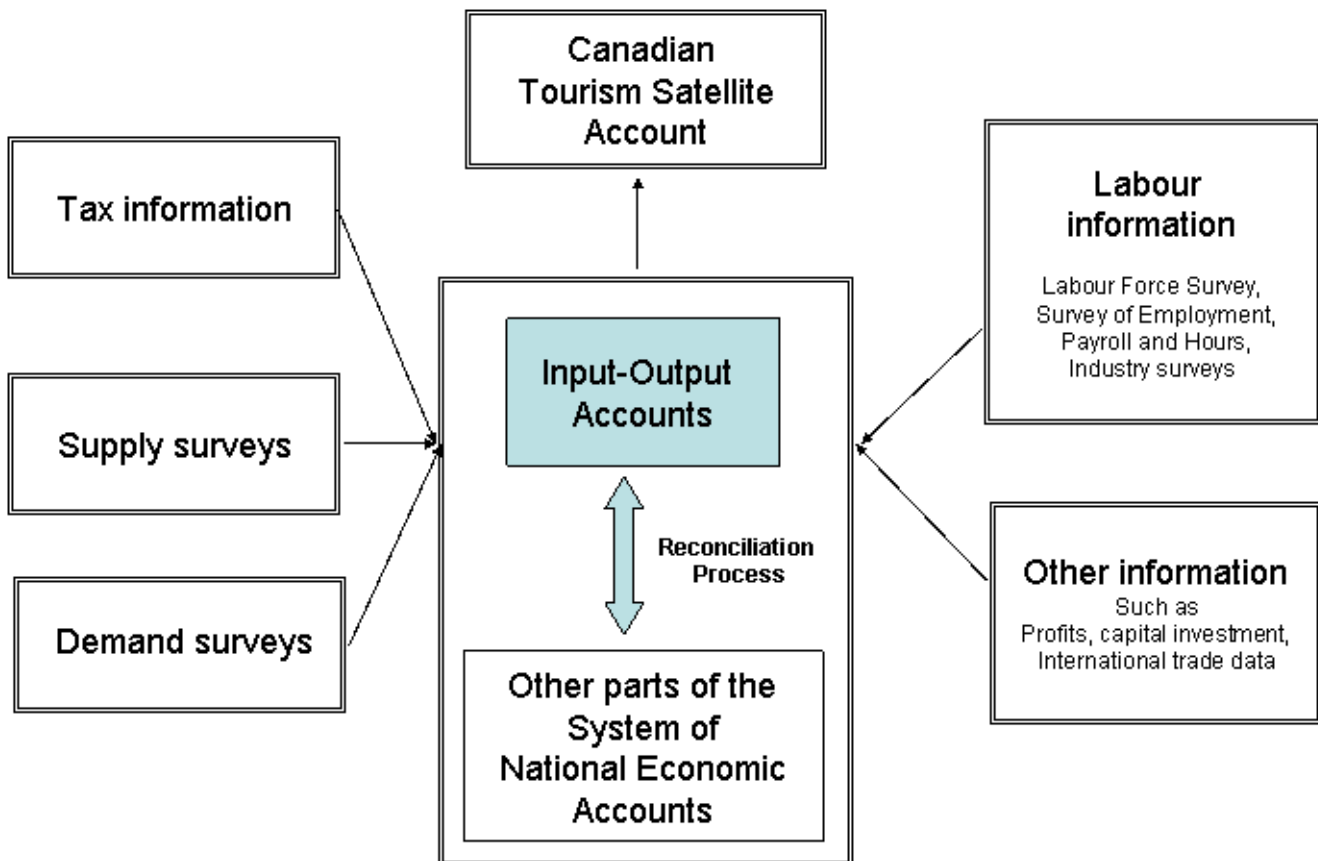 Canadian
Tourism Satellite
Account
Tax information
Supply surveys
Demand surveys
Input-Output
Accounts
Reconciliation
Process
Other parts of the
System of
National Economic
Accounts
Labour
information
Labour Force Survey,
Survey of Employment,
Payroll and Hours,
Industry surveys
Other information
Such as
Profits, capital investment,
International trade data